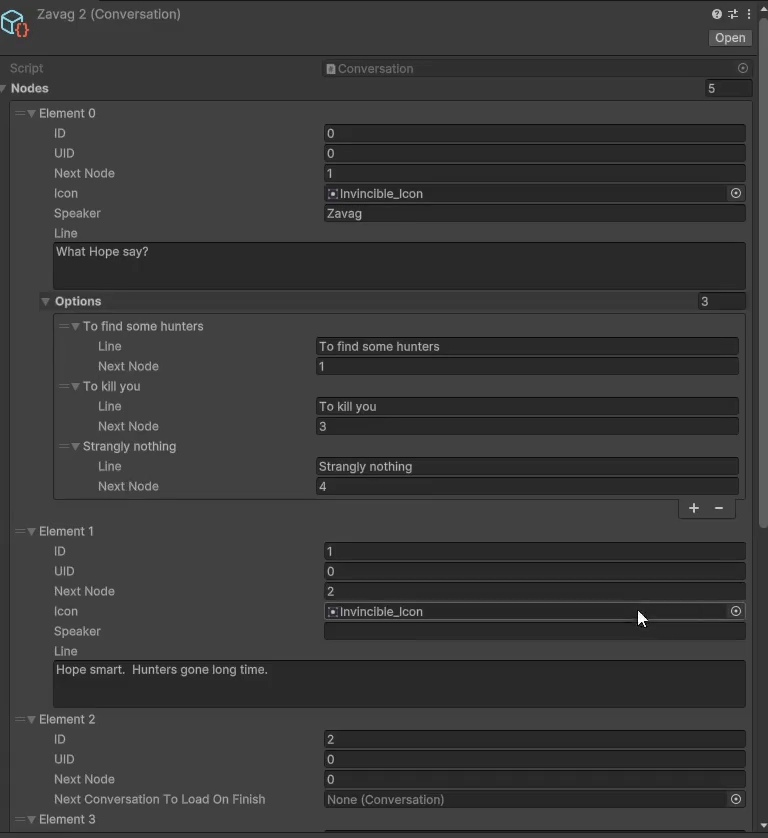 Zavag 2 (Conversation)
Open
Script Conversation
Nodes 5
Element 0
ID 0
UID 0
Next Node 1
Icon Invincible_Icon
Speaker Zavag
Line
What Hope say?
Options 3
To find some hunters
Line To find some hunters
Next Node 1
To kill you
Line To kill you
Next Node 3
Strangly nothing
Line Strangly nothing
Next Node 4
+ −
Element 1
ID 1
UID 0
Next Node 2
Icon Invincible_Icon
Speaker
Line
Hope smart.  Hunters gone long time.
Element 2
ID 2
UID 0
Next Node 0
Next Conversation To Load On Finish None (Conversation)
Element 3